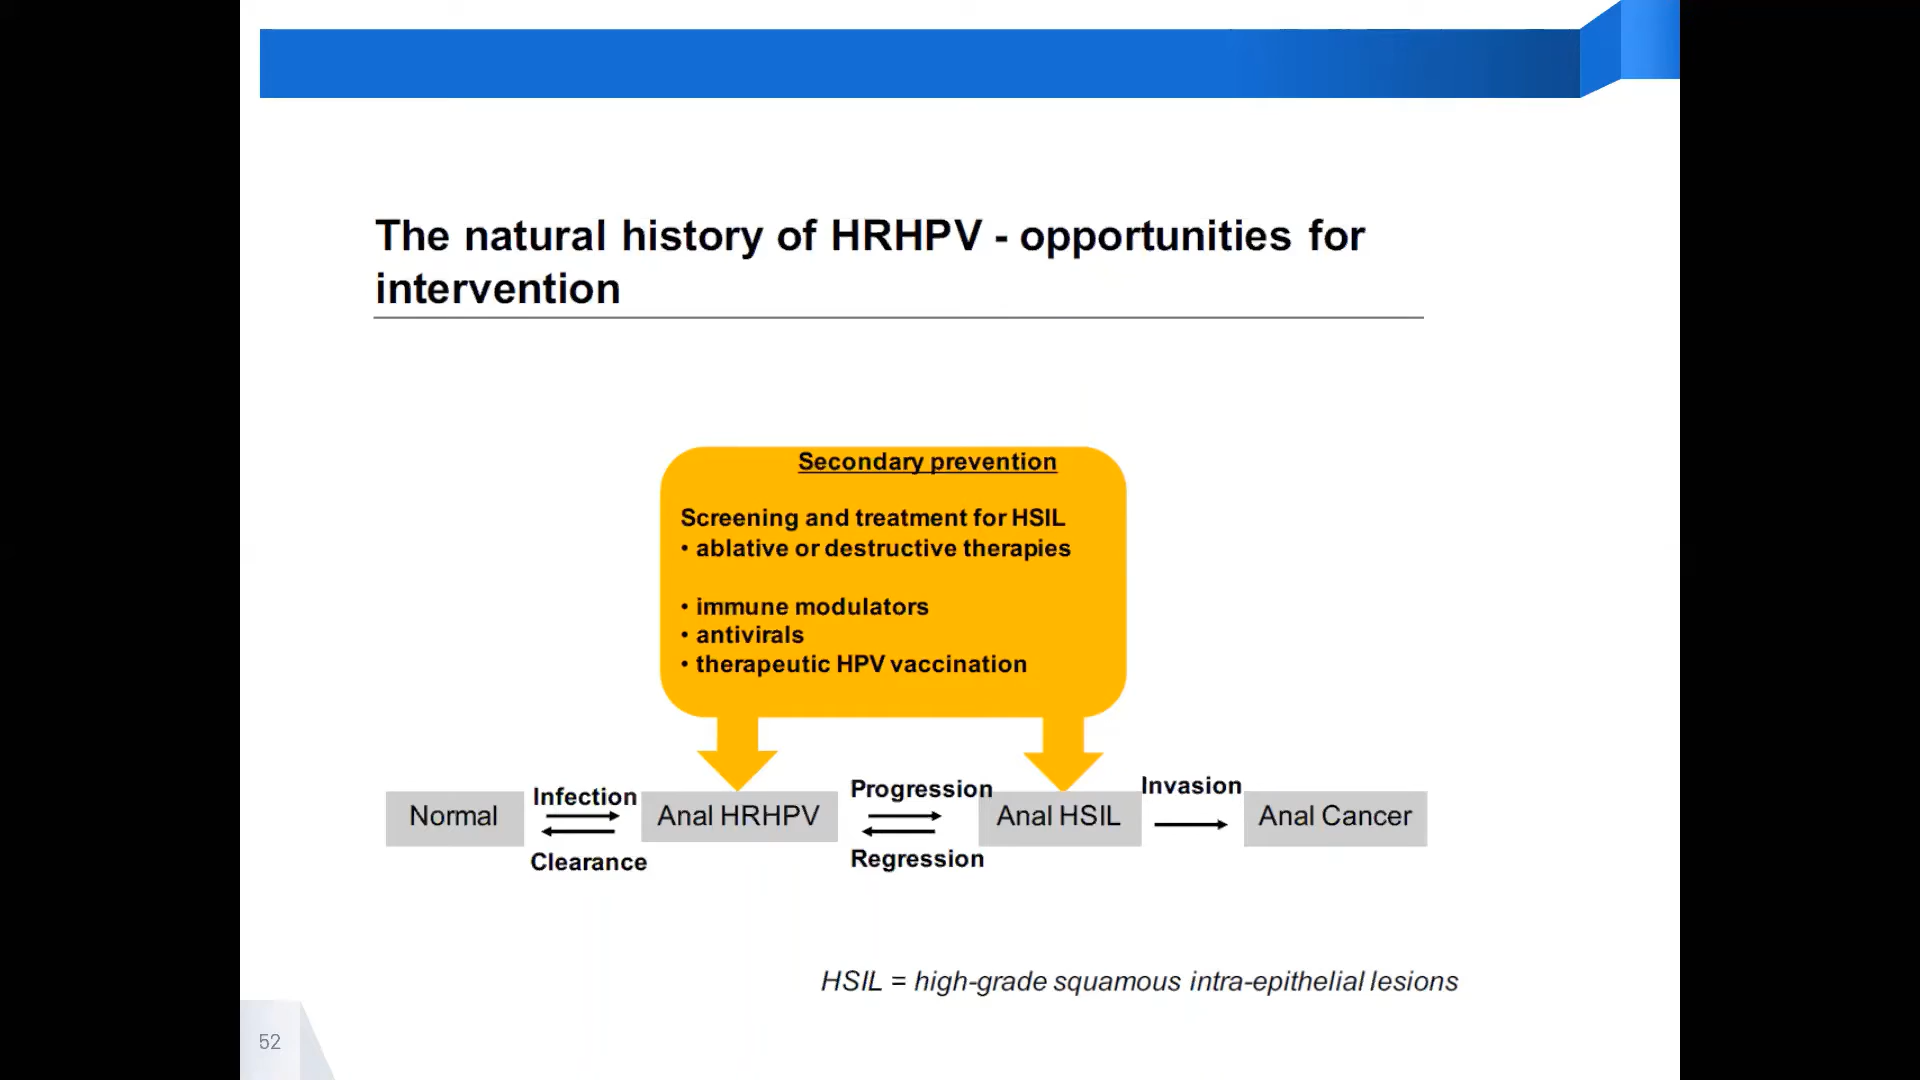 The natural history of HRHPV - opportunities for
intervention
Secondary prevention
Screening and treatment for HSIL
• ablative or destructive therapies
• immune modulators
• antivirals
• therapeutic HPV vaccination
Normal
Infection
Clearance
Anal HRHPV
Progression
Regression
Anal HSIL
Invasion
Anal Cancer
HSIL = high-grade squamous intra-epithelial lesions
52